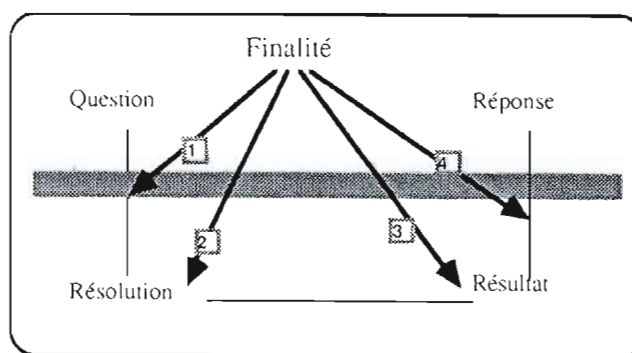 Finalité
Question
Réponse
1
4
2
3
Résolution
Résultat